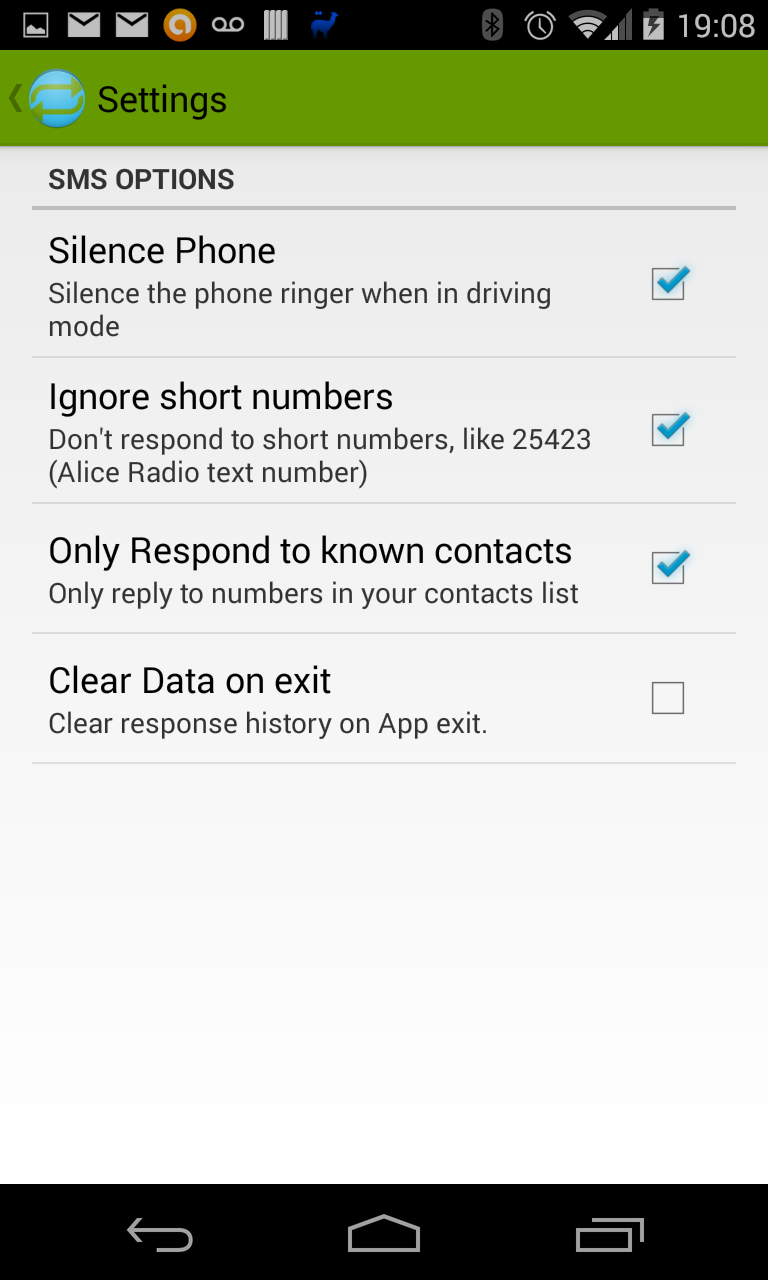 19:08
Settings
SMS OPTIONS
Silence Phone
Silence the phone ringer when in driving
mode
Ignore short numbers
Don't respond to short numbers, like 25423
(Alice Radio text number)
Only Respond to known contacts
Only reply to numbers in your contacts list
Clear Data on exit
Clear response history on App exit.